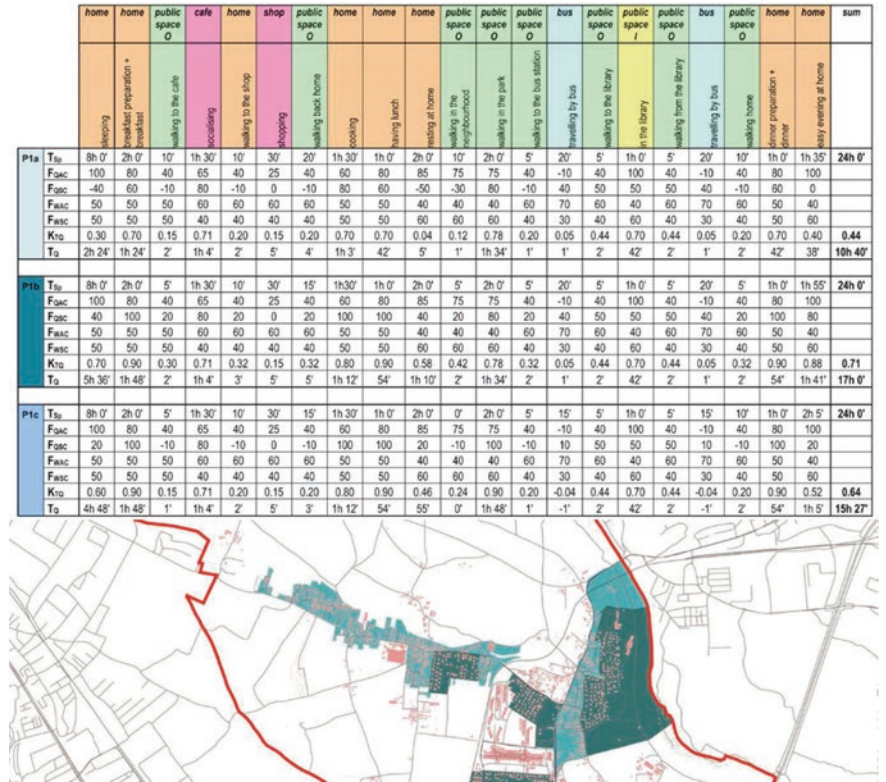 home home public space O cafe home shop public space O home home home public space O public space O public space O bus public space O public space I public space O bus public space O home home sum
sleeping breakfast preparation + breakfast walking to the cafe socialising walking to the shop shopping walking back home cooking having lunch resting at home walking in the neighbourhood walking in the park walking to the bus station travelling by bus walking to the library in the library walking from the library travelling by bus walking home dinner preparation + dinner easy evening at home
P1a TSp 8h 0' 2h 0' 10' 1h 30' 10' 30' 20' 1h 30' 1h 0' 2h 0' 10' 2h 0' 5' 20' 5' 1h 0' 5' 20' 10' 1h 0' 1h 35' 24h 0'
FQAC 100 80 40 65 40 25 40 60 80 85 75 75 40 -10 40 100 40 -10 40 80 100
FQSC -40 60 -10 80 -10 0 -10 80 60 -50 -30 80 -10 40 50 50 50 40 -10 60 0
FWAC 50 50 50 60 60 60 60 50 50 40 40 40 60 70 60 40 60 70 60 50 40
FWSC 50 50 50 40 40 40 40 50 50 60 60 60 40 30 40 60 40 30 40 50 60
KTQ 0.30 0.70 0.15 0.71 0.20 0.15 0.20 0.70 0.70 0.04 0.12 0.78 0.20 0.05 0.44 0.70 0.44 0.05 0.20 0.70 0.40 0.44
TQ 2h 24' 1h 24' 2' 1h 4' 2' 5' 4' 1h 3' 42' 5' 1' 1h 34' 1' 1' 2' 42' 2' 1' 2' 42' 38' 10h 40'
P1b TSp 8h 0' 2h 0' 5' 1h 30' 10' 30' 15' 1h30' 1h 0' 2h 0' 5' 2h 0' 5' 20' 5' 1h 0' 5' 20' 5' 1h 0' 1h 55' 24h 0'
FQAC 100 80 40 65 40 25 40 60 80 85 75 75 40 -10 40 100 40 -10 40 80 100
FQSC 40 100 20 80 20 0 20 100 100 40 20 80 20 40 50 50 50 40 20 100 80
FWAC 50 50 50 60 60 60 60 50 50 40 40 40 60 70 60 40 60 70 60 50 40
FWSC 50 50 50 40 40 40 40 50 50 60 60 60 40 30 40 60 40 30 40 50 60
KTQ 0.70 0.90 0.30 0.71 0.32 0.15 0.32 0.80 0.90 0.58 0.42 0.78 0.32 0.05 0.44 0.70 0.44 0.05 0.32 0.90 0.88 0.71
TQ 5h 36' 1h 48' 2' 1h 4' 3' 5' 5' 1h 12' 54' 1h 10' 2' 1h 34' 2' 1' 2' 42' 2' 1' 2' 54' 1h 41' 17h 0'
P1c TSp 8h 0' 2h 0' 5' 1h 30' 10' 30' 15' 1h 30' 1h 0' 2h 0' 0' 2h 0' 5' 15' 5' 1h 0' 5' 15' 10' 1h 0' 2h 5' 24h 0'
FQAC 100 80 40 65 40 25 40 60 80 85 75 75 40 -10 40 100 40 -10 40 80 100
FQSC 20 100 -10 80 -10 0 -10 100 100 20 -10 100 -10 10 50 50 50 10 -10 100 20
FWAC 50 50 50 60 60 60 60 50 50 40 40 40 60 70 60 40 60 70 60 50 40
FWSC 50 50 50 40 40 40 40 50 50 60 60 60 40 30 40 60 40 30 40 50 60
KTQ 0.60 0.90 0.15 0.71 0.20 0.15 0.20 0.80 0.90 0.46 0.24 0.90 0.20 -0.04 0.44 0.70 0.44 -0.04 0.20 0.90 0.52 0.64
TQ 4h 48' 1h 48' 1' 1h 4' 2' 5' 3' 1h 12' 54' 55' 0' 1h 48' 1' -1' 2' 42' 2' -1' 2' 54' 1h 5' 15h 27'